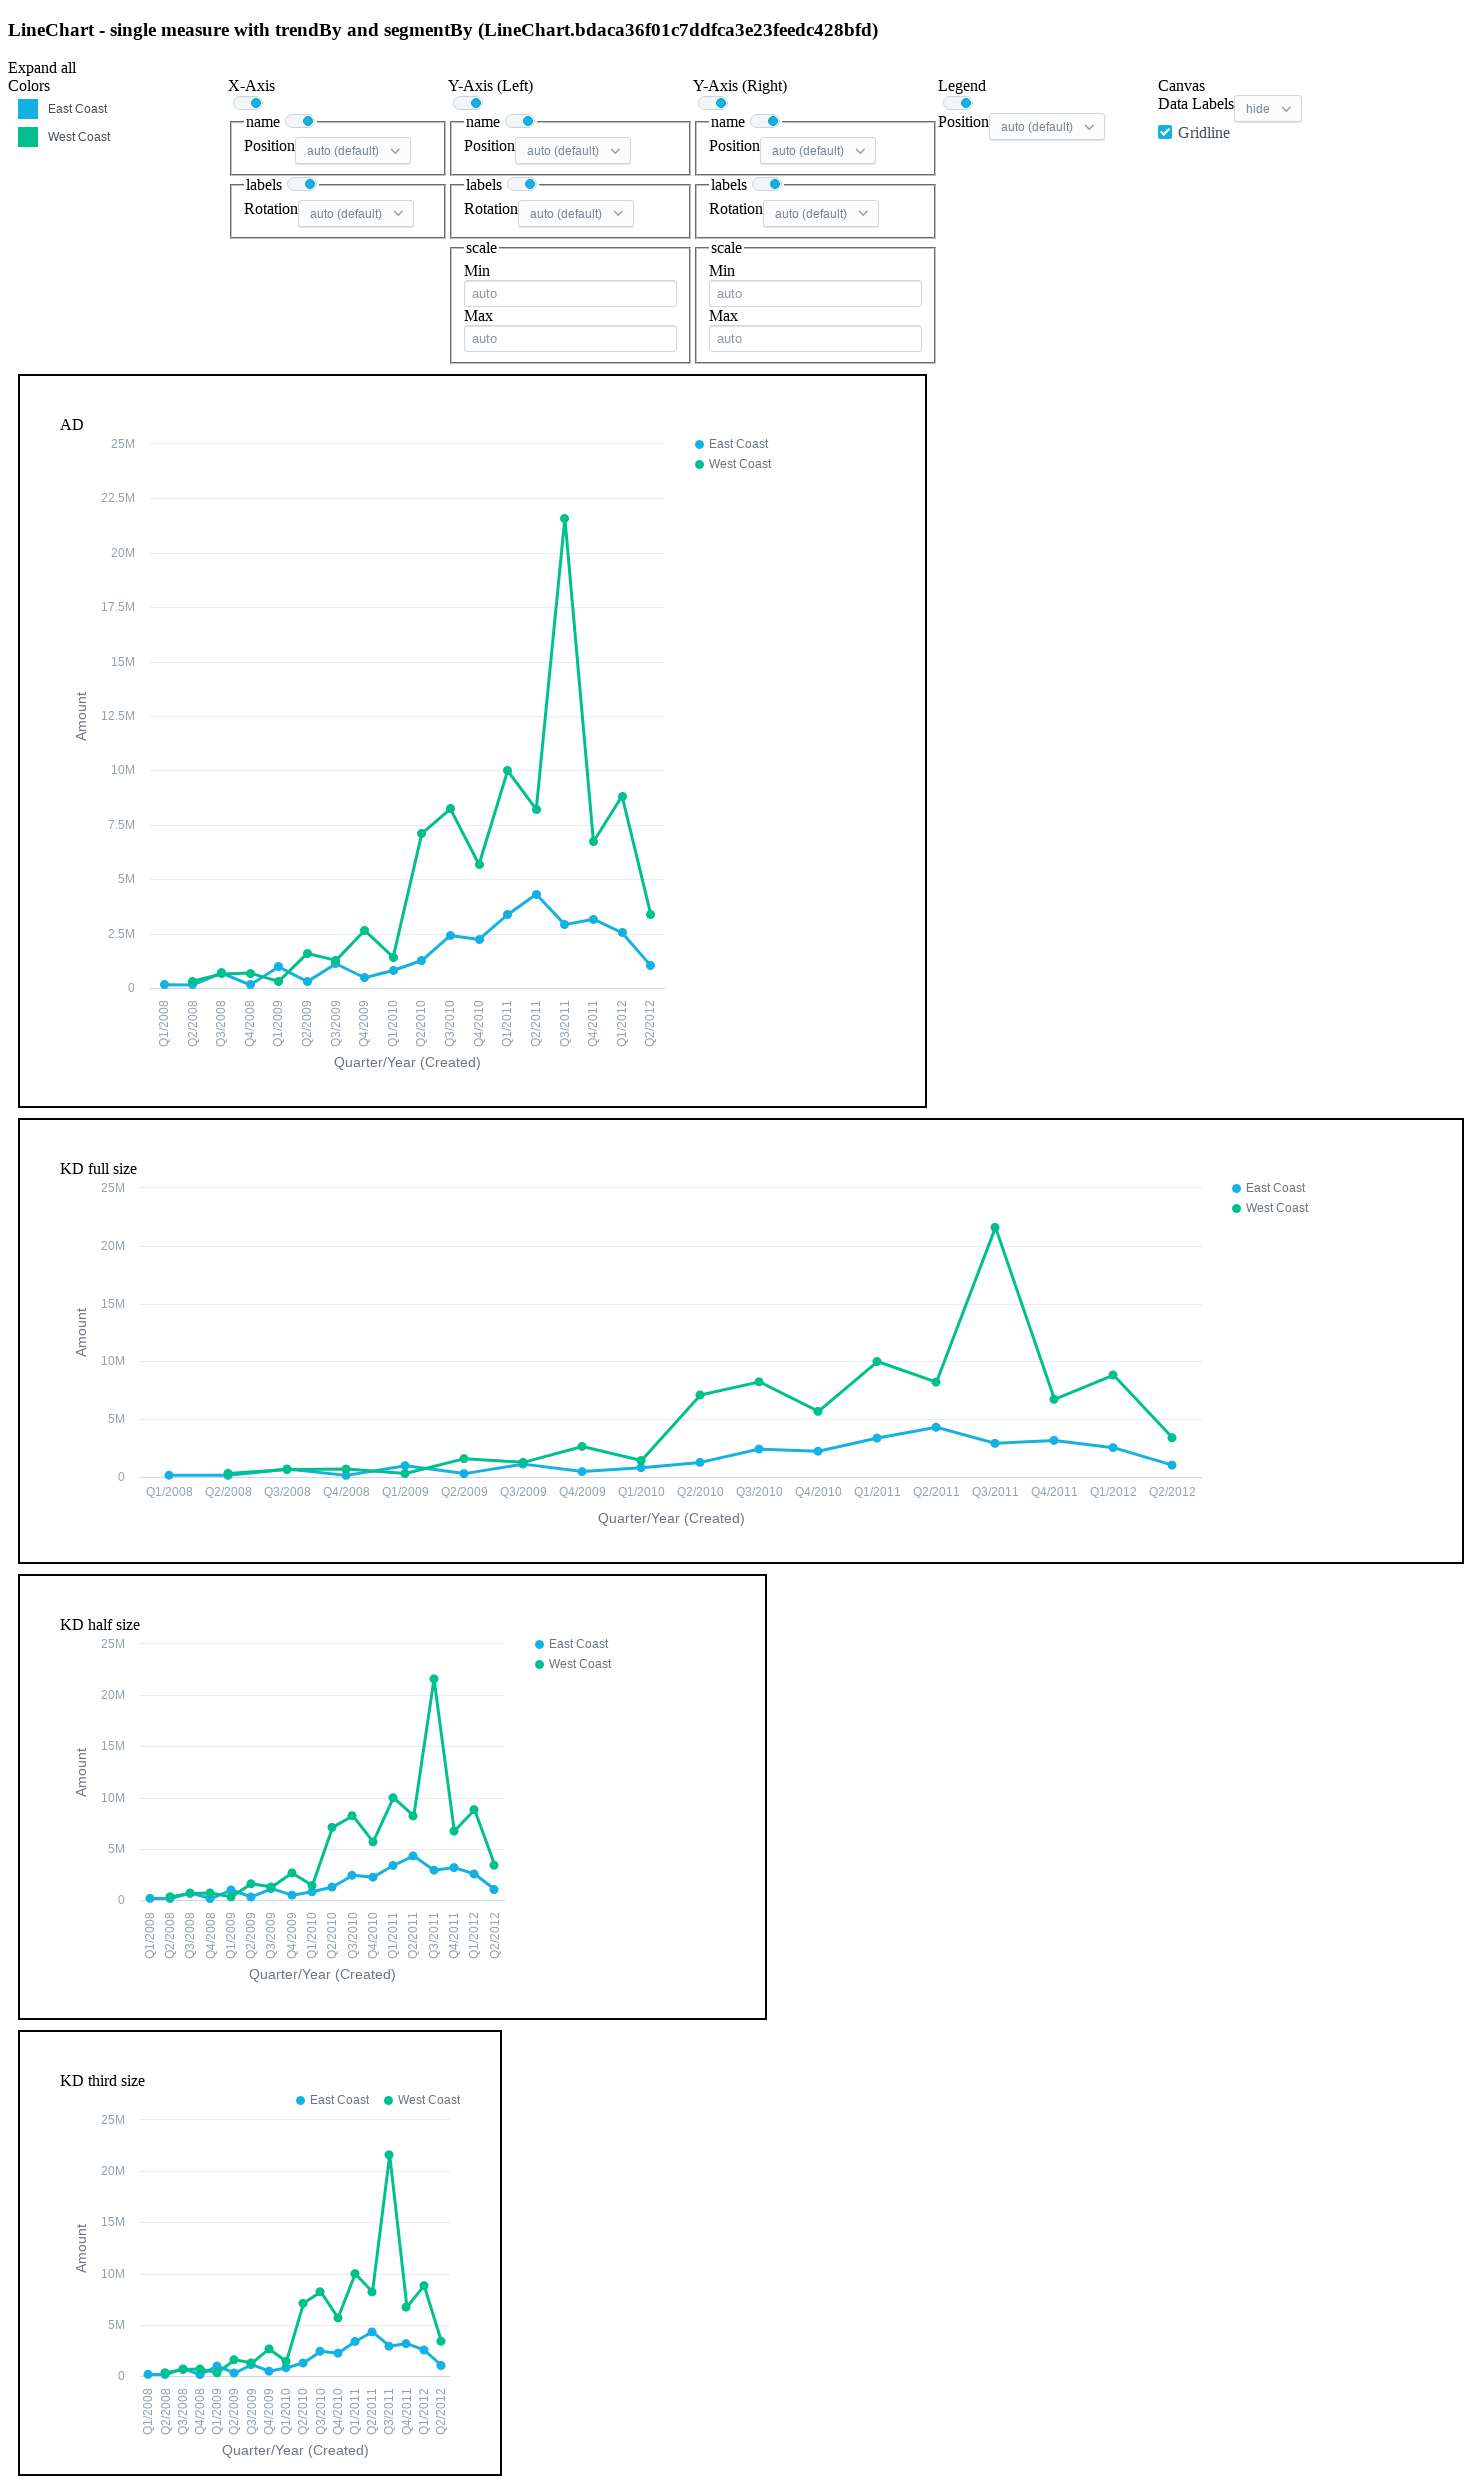 LineChart - single measure with trendBy and segmentBy (LineChart.bdaca36f01c7ddfca3e23feedc428bfd)
Expand all
Colors
East Coast
West Coast
X-Axis
name
Position auto (default)
labels
Rotation auto (default)
Y-Axis (Left)
name
Position auto (default)
labels
Rotation auto (default)
scale
Min
auto
Max
auto
Y-Axis (Right)
name
Position auto (default)
labels
Rotation auto (default)
scale
Min
auto
Max
auto
Legend
Position auto (default)
Canvas
Data Labels hide
Gridline
AD
25M
22.5M
20M
17.5M
15M
12.5M
10M
7.5M
5M
2.5M
0
Amount
Q1/2008 Q2/2008 Q3/2008 Q4/2008 Q1/2009 Q2/2009 Q3/2009 Q4/2009 Q1/2010 Q2/2010 Q3/2010 Q4/2010 Q1/2011 Q2/2011 Q3/2011 Q4/2011 Q1/2012 Q2/2012
Quarter/Year (Created)
East Coast
West Coast
KD full size
25M
20M
15M
10M
5M
0
Amount
Q1/2008 Q2/2008 Q3/2008 Q4/2008 Q1/2009 Q2/2009 Q3/2009 Q4/2009 Q1/2010 Q2/2010 Q3/2010 Q4/2010 Q1/2011 Q2/2011 Q3/2011 Q4/2011 Q1/2012 Q2/2012
Quarter/Year (Created)
East Coast
West Coast
KD half size
25M
20M
15M
10M
5M
0
Amount
Q1/2008 Q2/2008 Q3/2008 Q4/2008 Q1/2009 Q2/2009 Q3/2009 Q4/2009 Q1/2010 Q2/2010 Q3/2010 Q4/2010 Q1/2011 Q2/2011 Q3/2011 Q4/2011 Q1/2012 Q2/2012
Quarter/Year (Created)
East Coast
West Coast
KD third size
East Coast West Coast
25M
20M
15M
10M
5M
0
Amount
Q1/2008 Q2/2008 Q3/2008 Q4/2008 Q1/2009 Q2/2009 Q3/2009 Q4/2009 Q1/2010 Q2/2010 Q3/2010 Q4/2010 Q1/2011 Q2/2011 Q3/2011 Q4/2011 Q1/2012 Q2/2012
Quarter/Year (Created)